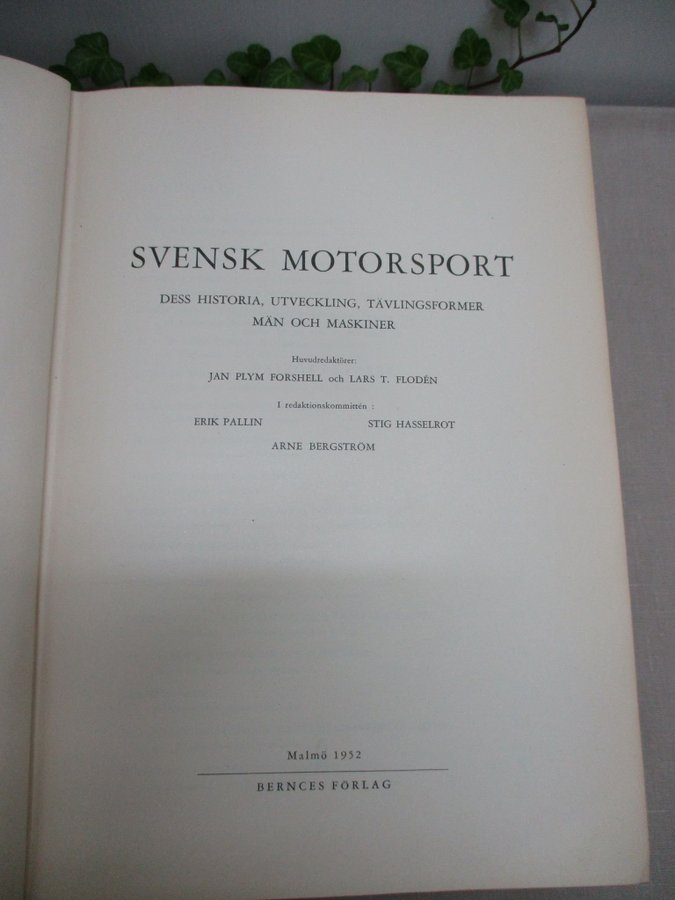 SVENSK MOTORSPORT
DESS HISTORIA, UTVECKLING, TÄVLINGSFORMER
MÄN OCH MASKINER
Huvudredaktörer:
JAN PLYM FORSHELL och LARS T. FLODÉN
I redaktionskommittén :
ERIK PALLIN STIG HASSELROT
ARNE BERGSTRÖM
Malmö 1952
BERNCES FÖRLAG